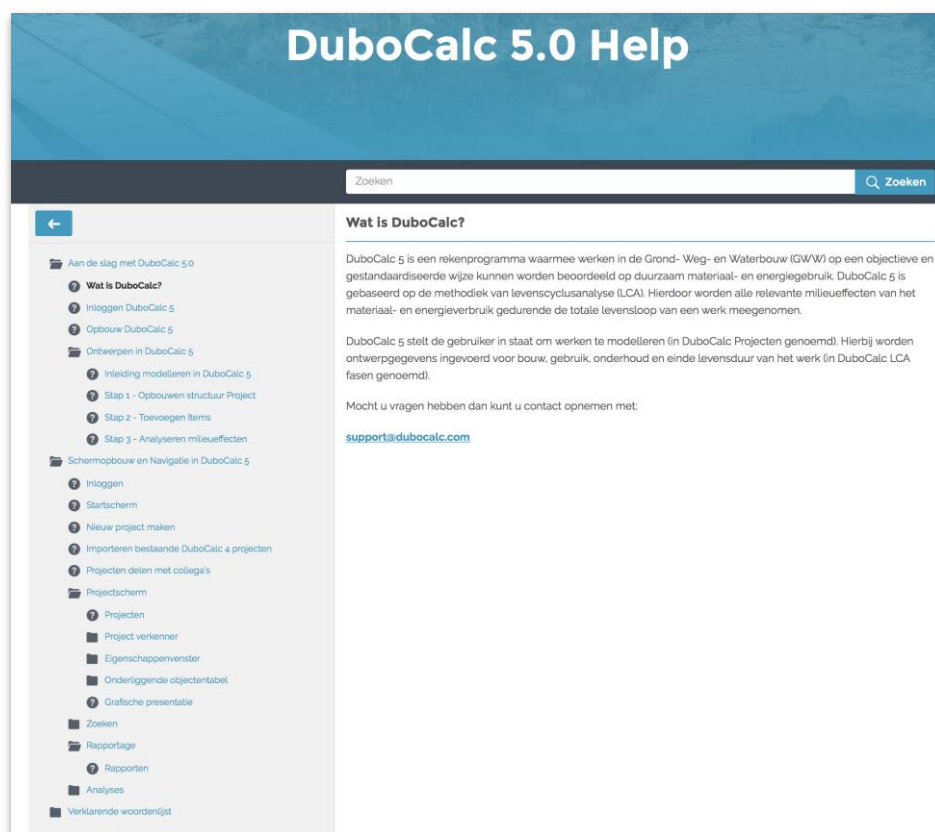 DuboCalc 5.0 Help
Zoeken
Zoeken
Aan de slag met DuboCalc 5.0
Wat is DuboCalc?
Inloggen DuboCalc 5
Opbouw DuboCalc 5
Ontwerpen in DuboCalc 5
Inleiding modelleren in DuboCalc 5
Stap 1 - Opbouwen structuur Project
Stap 2 - Toevoegen Items
Stap 3 - Analyseren milieueffecten
Schermopbouw en Navigatie in DuboCalc 5
Inloggen
Startscherm
Nieuw project maken
Importeren bestaande DuboCalc 4 projecten
Projecten delen met collega's
Projectscherm
Projecten
Project verkenner
Eigenschappenvenster
Onderliggende objectentabel
Grafische presentatie
Zoeken
Rapportage
Rapporten
Analyses
Verklarende woordenlijst
Wat is DuboCalc?
DuboCalc 5 is een rekenprogramma waarmee werken in de Grond- Weg- en Waterbouw (GWW) op een objectieve en
gestandaardiseerde wijze kunnen worden beoordeeld op duurzaam materiaal- en energiegebruik. DuboCalc 5 is
gebaseerd op de methodiek van levenscyclusanalyse (LCA). Hierdoor worden alle relevante milieueffecten van het
materiaal- en energieverbruik gedurende de totale levensloop van een werk meegenomen.
DuboCalc 5 stelt de gebruiker in staat om werken te modelleren (in DuboCalc Projecten genoemd). Hierbij worden
ontwerpgegevens ingevoerd voor bouw, gebruik, onderhoud en einde levensduur van het werk (in DuboCalc LCA
fasen genoemd).
Mocht u vragen hebben dan kunt u contact opnemen met:
support@dubocalc.com